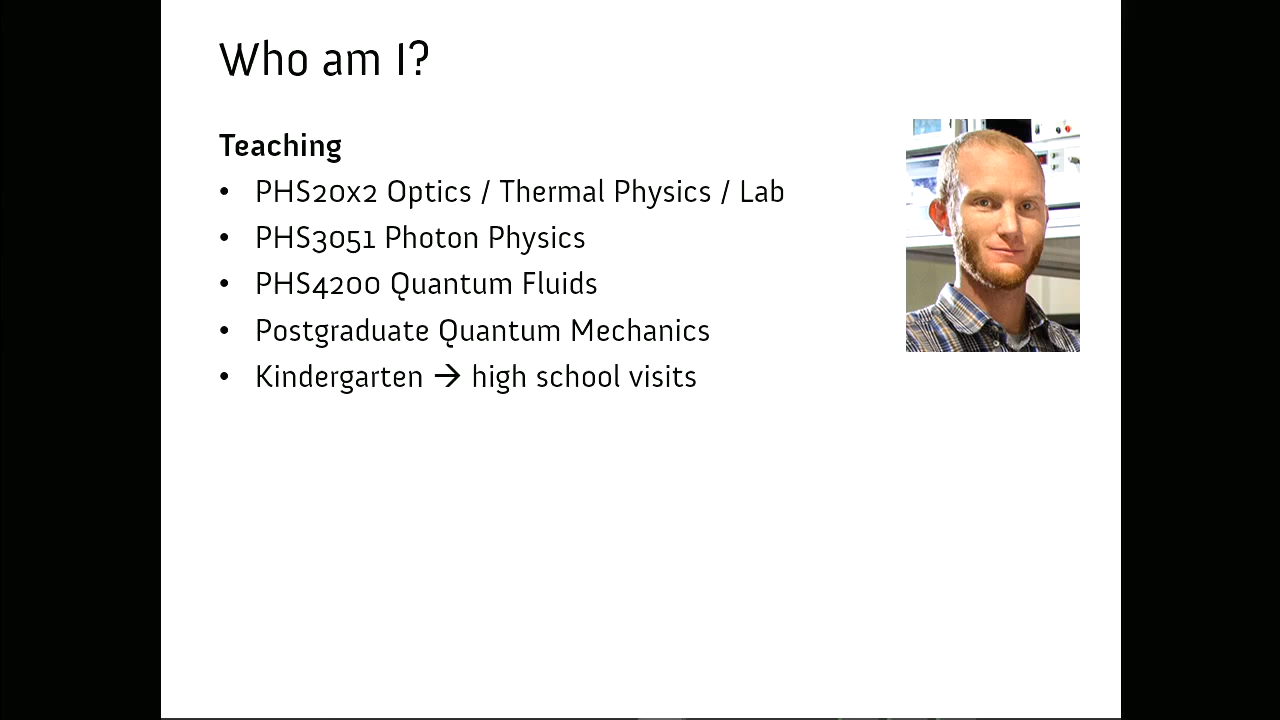 Who am I?
Teaching
• PHS20x2 Optics / Thermal Physics / Lab
• PHS3051 Photon Physics
• PHS4200 Quantum Fluids
• Postgraduate Quantum Mechanics
• Kindergarten → high school visits